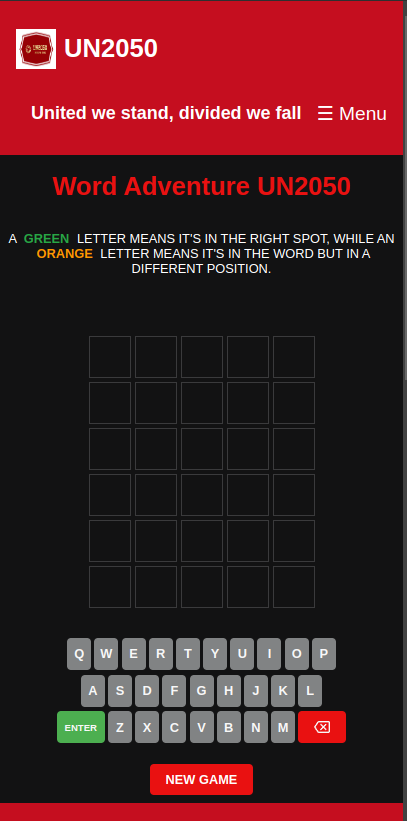 UN2050
United we stand, divided we fall ☰ Menu
Word Adventure UN2050
A GREEN LETTER MEANS IT'S IN THE RIGHT SPOT, WHILE AN
ORANGE LETTER MEANS IT'S IN THE WORD BUT IN A
DIFFERENT POSITION.
Q W E R T Y U I O P
A S D F G H J K L
ENTER Z X C V B N M
NEW GAME